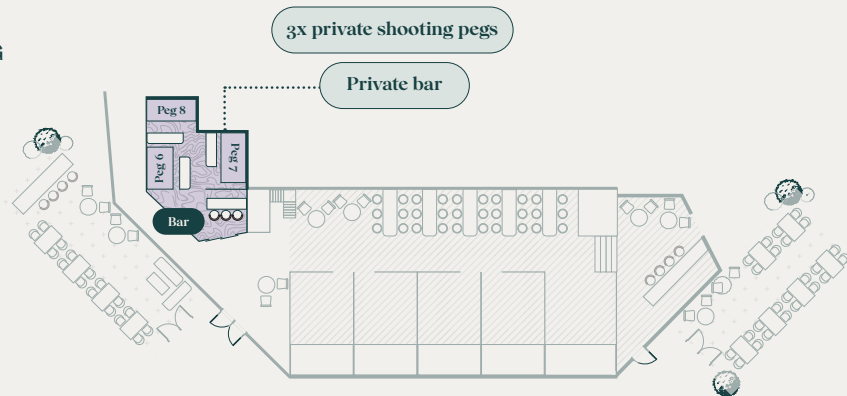 3x private shooting pegs
Private bar
Peg 8
Peg 6
Peg 7
Bar